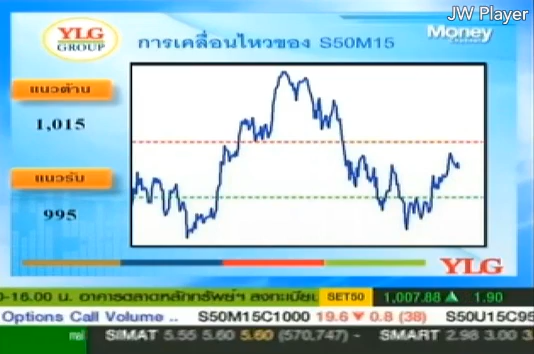 JW Player
YLG
GROUP
การเคลื่อนไหวของ S50M15
Money
แนวต้าน
1,015
แนวรับ
995
YLG
0-16.00 น. อาคารตลาดหลักทรัพย์ฯ SET50 1,007.88 ▲ 1.90
Options Call Volume .. S50M15C1000 19.6 ▼ 0.8 (38) S50U15C95
mai SIMAT 5.55 5.60 5.60 (570,747) - SMART 2.98 3.00 3